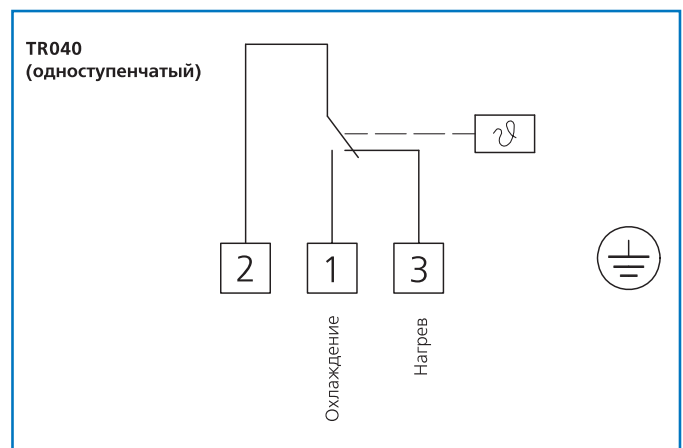 TR040
(одноступенчатый)
ϑ
2
1
3
Охлаждение
Нагрев